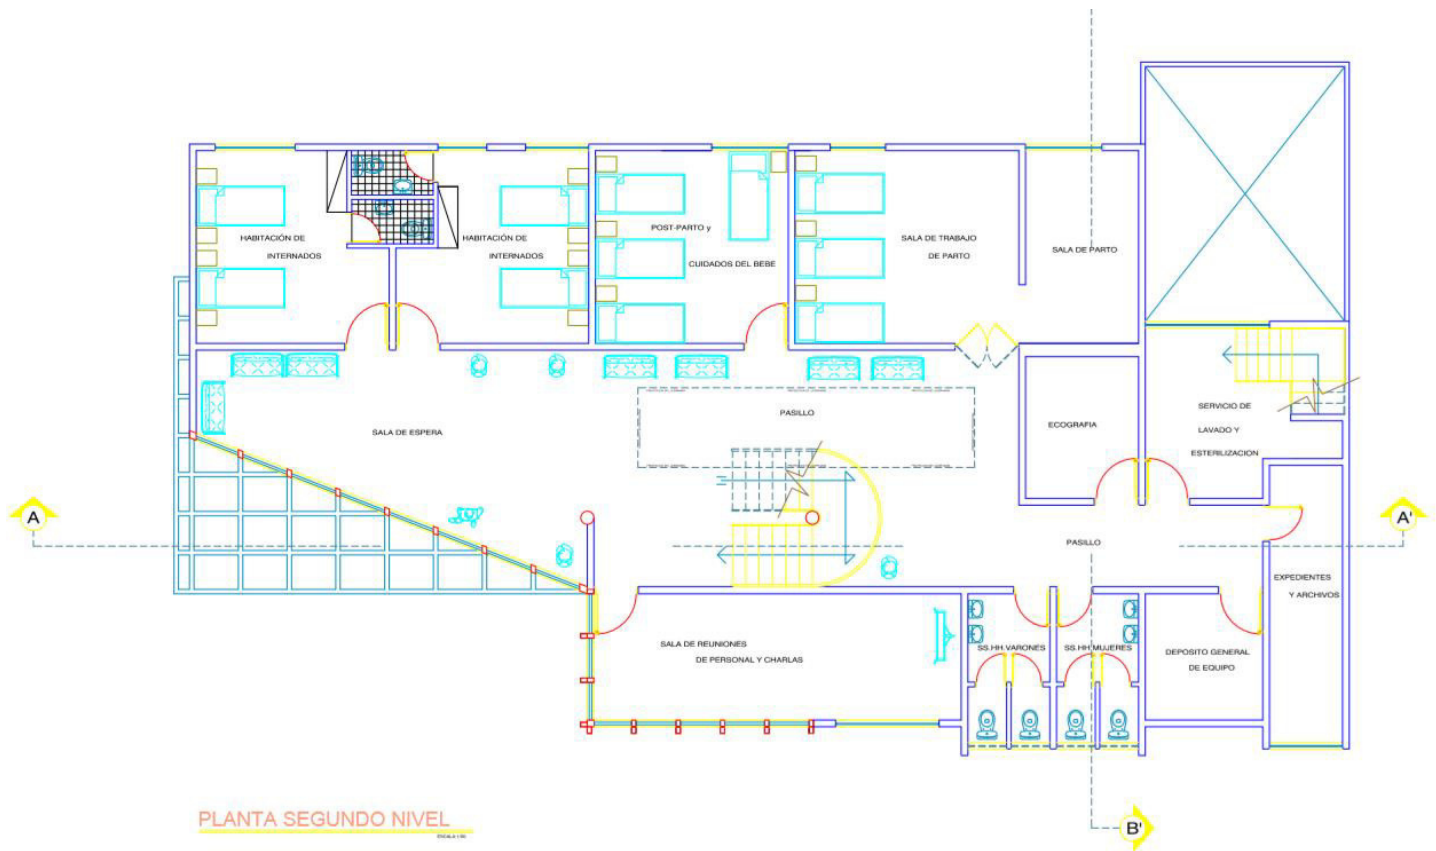 HABITACIÓN DE
INTERNADOS
HABITACIÓN DE
INTERNADOS
POST-PARTO y
CUIDADOS DEL BEBE
SALA DE TRABAJO
DE PARTO
SALA DE PARTO
SALA DE ESPERA
PASILLO
ECOGRAFIA
SERVICIO DE
LAVADO Y
ESTERILIZACION
A
A'
PASILLO
EXPEDIENTES
Y ARCHIVOS
SALA DE REUNIONES
DE PERSONAL Y CHARLAS
SS.HH.VARONES
SS.HH.MUJERES
DEPOSITO GENERAL
DE EQUIPO
PLANTA SEGUNDO NIVEL
B'